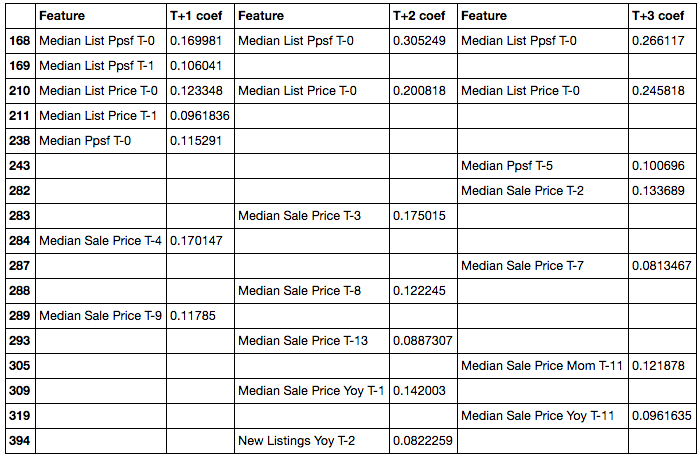 Feature T+1 coef Feature T+2 coef Feature T+3 coef
168 Median List Ppsf T-0 0.169981 Median List Ppsf T-0 0.305249 Median List Ppsf T-0 0.266117
169 Median List Ppsf T-1 0.106041
210 Median List Price T-0 0.123348 Median List Price T-0 0.200818 Median List Price T-0 0.245818
211 Median List Price T-1 0.0961836
238 Median Ppsf T-0 0.115291
243 Median Ppsf T-5 0.100696
282 Median Sale Price T-2 0.133689
283 Median Sale Price T-3 0.175015
284 Median Sale Price T-4 0.170147
287 Median Sale Price T-7 0.0813467
288 Median Sale Price T-8 0.122245
289 Median Sale Price T-9 0.11785
293 Median Sale Price T-13 0.0887307
305 Median Sale Price Mom T-11 0.121878
309 Median Sale Price Yoy T-1 0.142003
319 Median Sale Price Yoy T-11 0.0961635
394 New Listings Yoy T-2 0.0822259